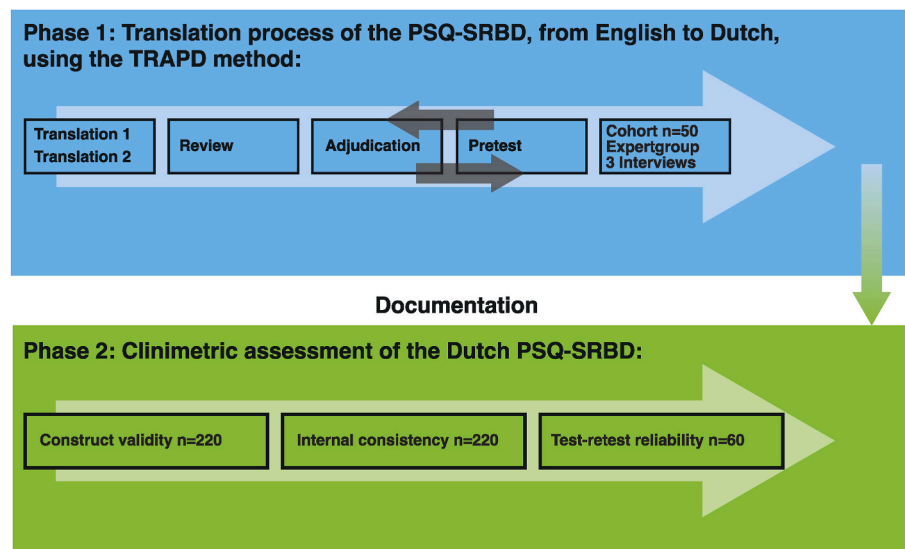 Phase 1: Translation process of the PSQ-SRBD, from English to Dutch,
using the TRAPD method:
Translation 1
Translation 2
Review
Adjudication
Pretest
Cohort n=50
Expertgroup
3 Interviews
Documentation
Phase 2: Clinimetric assessment of the Dutch PSQ-SRBD:
Construct validity n=220
Internal consistency n=220
Test-retest reliability n=60